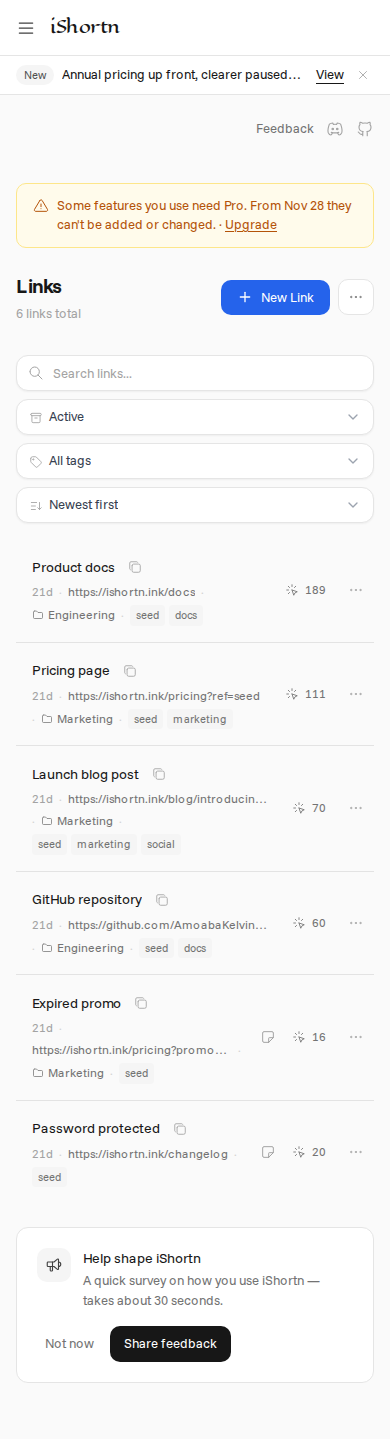 iShortn
New Annual pricing up front, clearer paused… View
Feedback
Some features you use need Pro. From Nov 28 they
can't be added or changed. · Upgrade
Links
6 links total
New Link
Search links...
Active
All tags
Newest first
Product docs
21d · https://ishortn.ink/docs ·
189
Engineering · seed docs
Pricing page
21d · https://ishortn.ink/pricing?ref=seed
111
· Marketing · seed marketing
Launch blog post
21d · https://ishortn.ink/blog/introducin…
70
· Marketing ·
seed marketing social
GitHub repository
21d · https://github.com/AmoabaKelvin…
60
· Engineering · seed docs
Expired promo
21d ·
16
https://ishortn.ink/pricing?promo… ·
Marketing · seed
Password protected
21d · https://ishortn.ink/changelog ·
20
seed
Help shape iShortn
A quick survey on how you use iShortn —
takes about 30 seconds.
Not now Share feedback